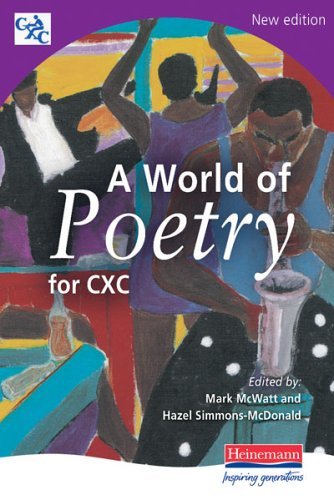 CXC
New edition
A World of
Poetry
for CXC
Edited by:
Mark McWatt and
Hazel Simmons-McDonald
Heinemann
Inspiring generations